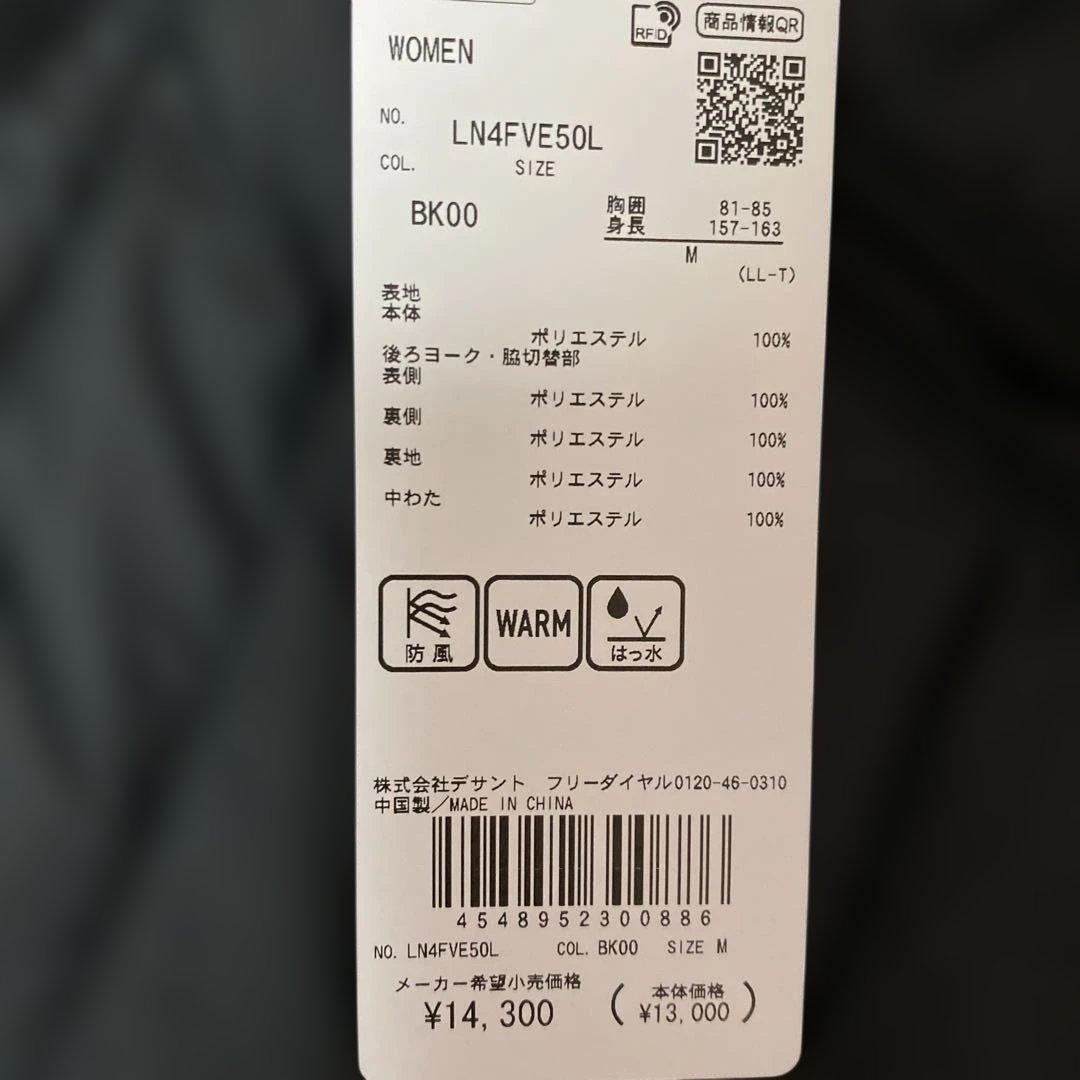 RFID
商品情報QR
WOMEN
NO.
LN4FVE50L
COL.
SIZE
BK00
胸囲 81-85
身長 157-163
M
(LL-T)
表地
本体
ポリエステル 100%
後ろヨーク・脇切替部
表側
ポリエステル 100%
裏側
ポリエステル 100%
裏地
ポリエステル 100%
中わた
ポリエステル 100%
防風
WARM
はっ水
株式会社デサント フリーダイヤル0120-46-0310
中国製/MADE IN CHINA
4548952300886
NO. LN4FVE50L COL. BK00 SIZE M
メーカー希望小売価格
¥14,300
(本体価格
¥13,000)